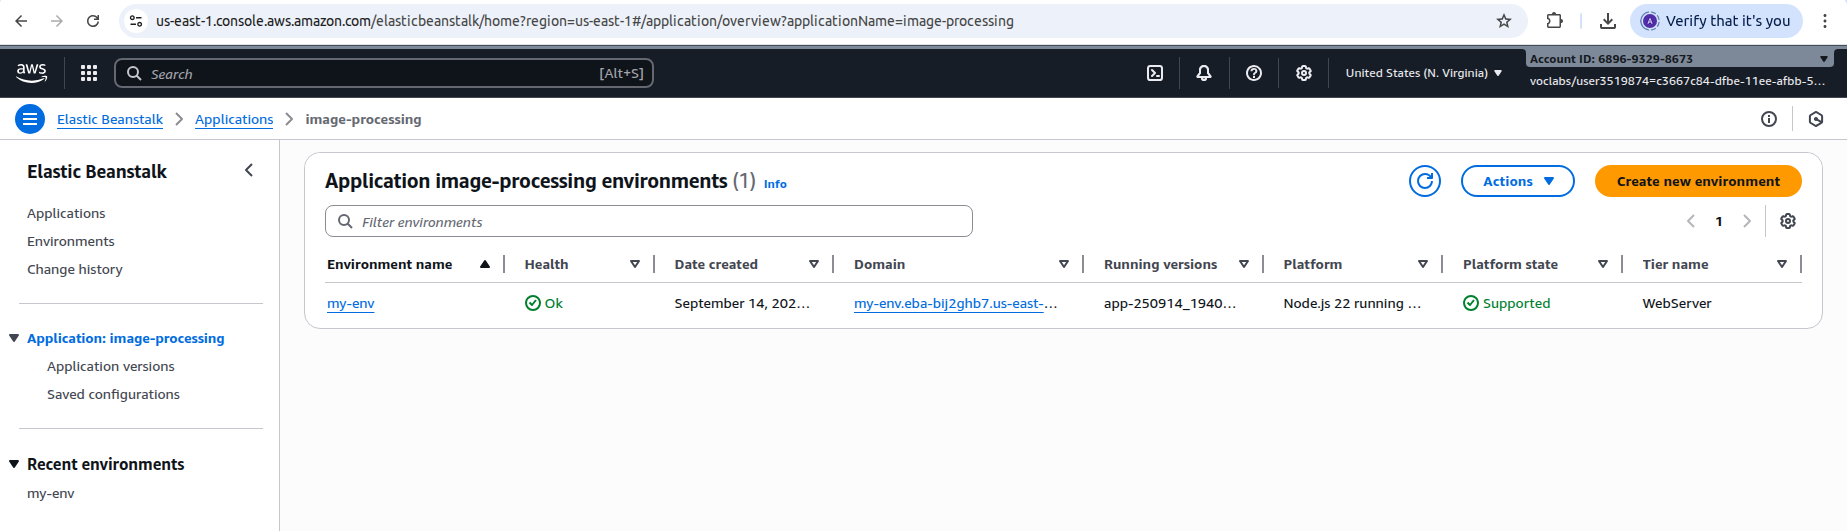 us-east-1.console.aws.amazon.com/elasticbeanstalk/home?region=us-east-1#/application/overview?applicationName=image-processing
A
Verify that it's you
aws
Search
[Alt+S]
United States (N. Virginia)
Account ID: 6896-9329-8673
voclabs/user3519874=c3667c84-dfbe-11ee-afbb-5...
Elastic Beanstalk
Applications
image-processing
Elastic Beanstalk
Applications
Environments
Change history
Application: image-processing
Application versions
Saved configurations
Recent environments
my-env
Application image-processing environments (1) Info
Actions
Create new environment
Filter environments
1
Environment name Health Date created Domain Running versions Platform Platform state Tier name
my-env Ok September 14, 202... my-env.eba-bij2ghb7.us-east-... app-250914_1940... Node.js 22 running ... Supported WebServer